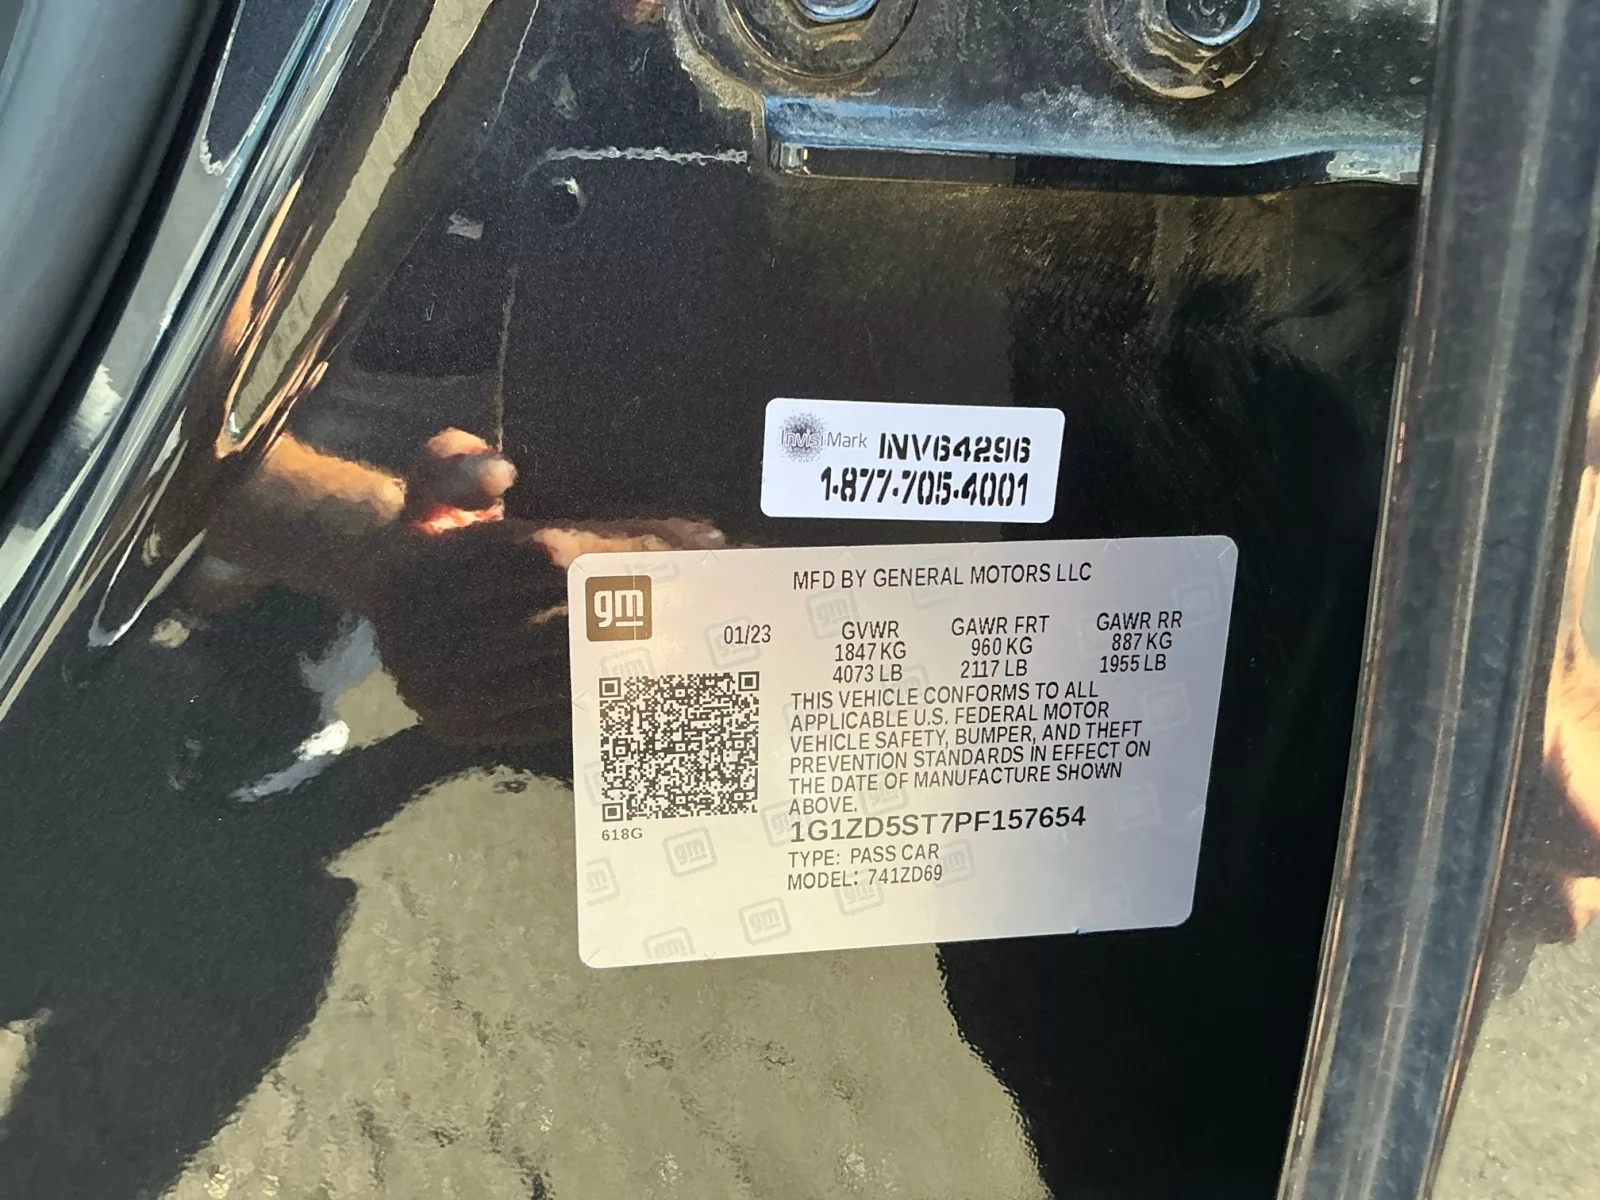 InvisiMark INV64296
1-877-705-4001
gm
MFD BY GENERAL MOTORS LLC
01/23
GVWR GAWR FRT GAWR RR
1847 KG 960 KG 887 KG
4073 LB 2117 LB 1955 LB
THIS VEHICLE CONFORMS TO ALL
APPLICABLE U.S. FEDERAL MOTOR
VEHICLE SAFETY, BUMPER, AND THEFT
PREVENTION STANDARDS IN EFFECT ON
THE DATE OF MANUFACTURE SHOWN
ABOVE.
618G
1G1ZD5ST7PF157654
TYPE: PASS CAR
MODEL: 741ZD69